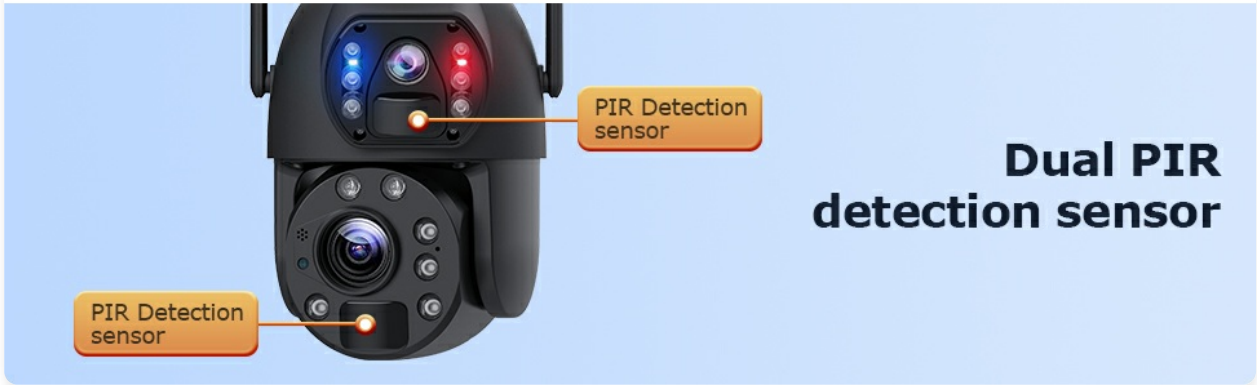 PIR Detection
sensor
Dual PIR
detection sensor
PIR Detection
sensor